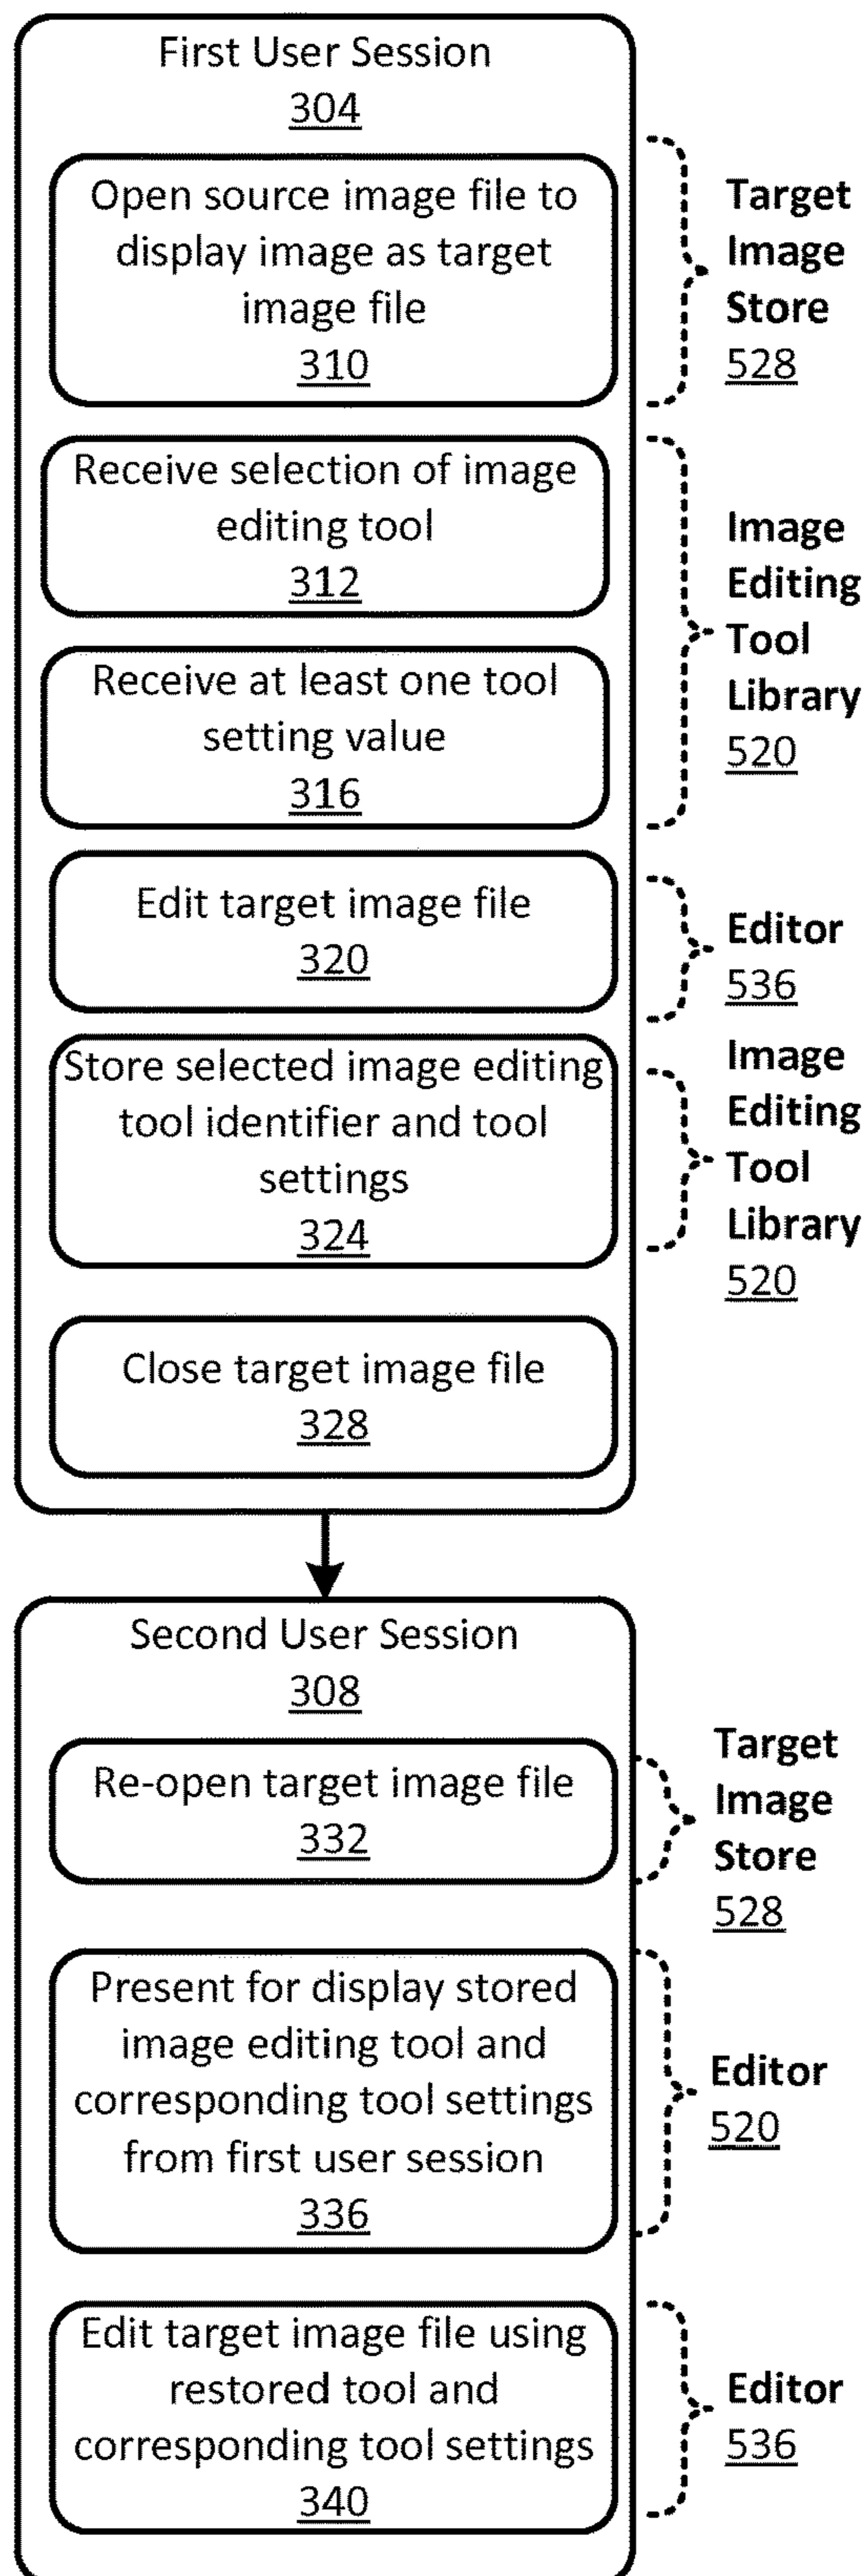 First User Session
304
Open source image file to
display image as target
image file
310
Target
Image
Store
528
Receive selection of image
editing tool
312
Receive at least one tool
setting value
316
Image
Editing
Tool
Library
520
Edit target image file
320
Editor
536
Store selected image editing
tool identifier and tool
settings
324
Image
Editing
Tool
Library
520
Close target image file
328
Second User Session
308
Re-open target image file
332
Target
Image
Store
528
Present for display stored
image editing tool and
corresponding tool settings
from first user session
336
Editor
520
Edit target image file using
restored tool and
corresponding tool settings
340
Editor
536